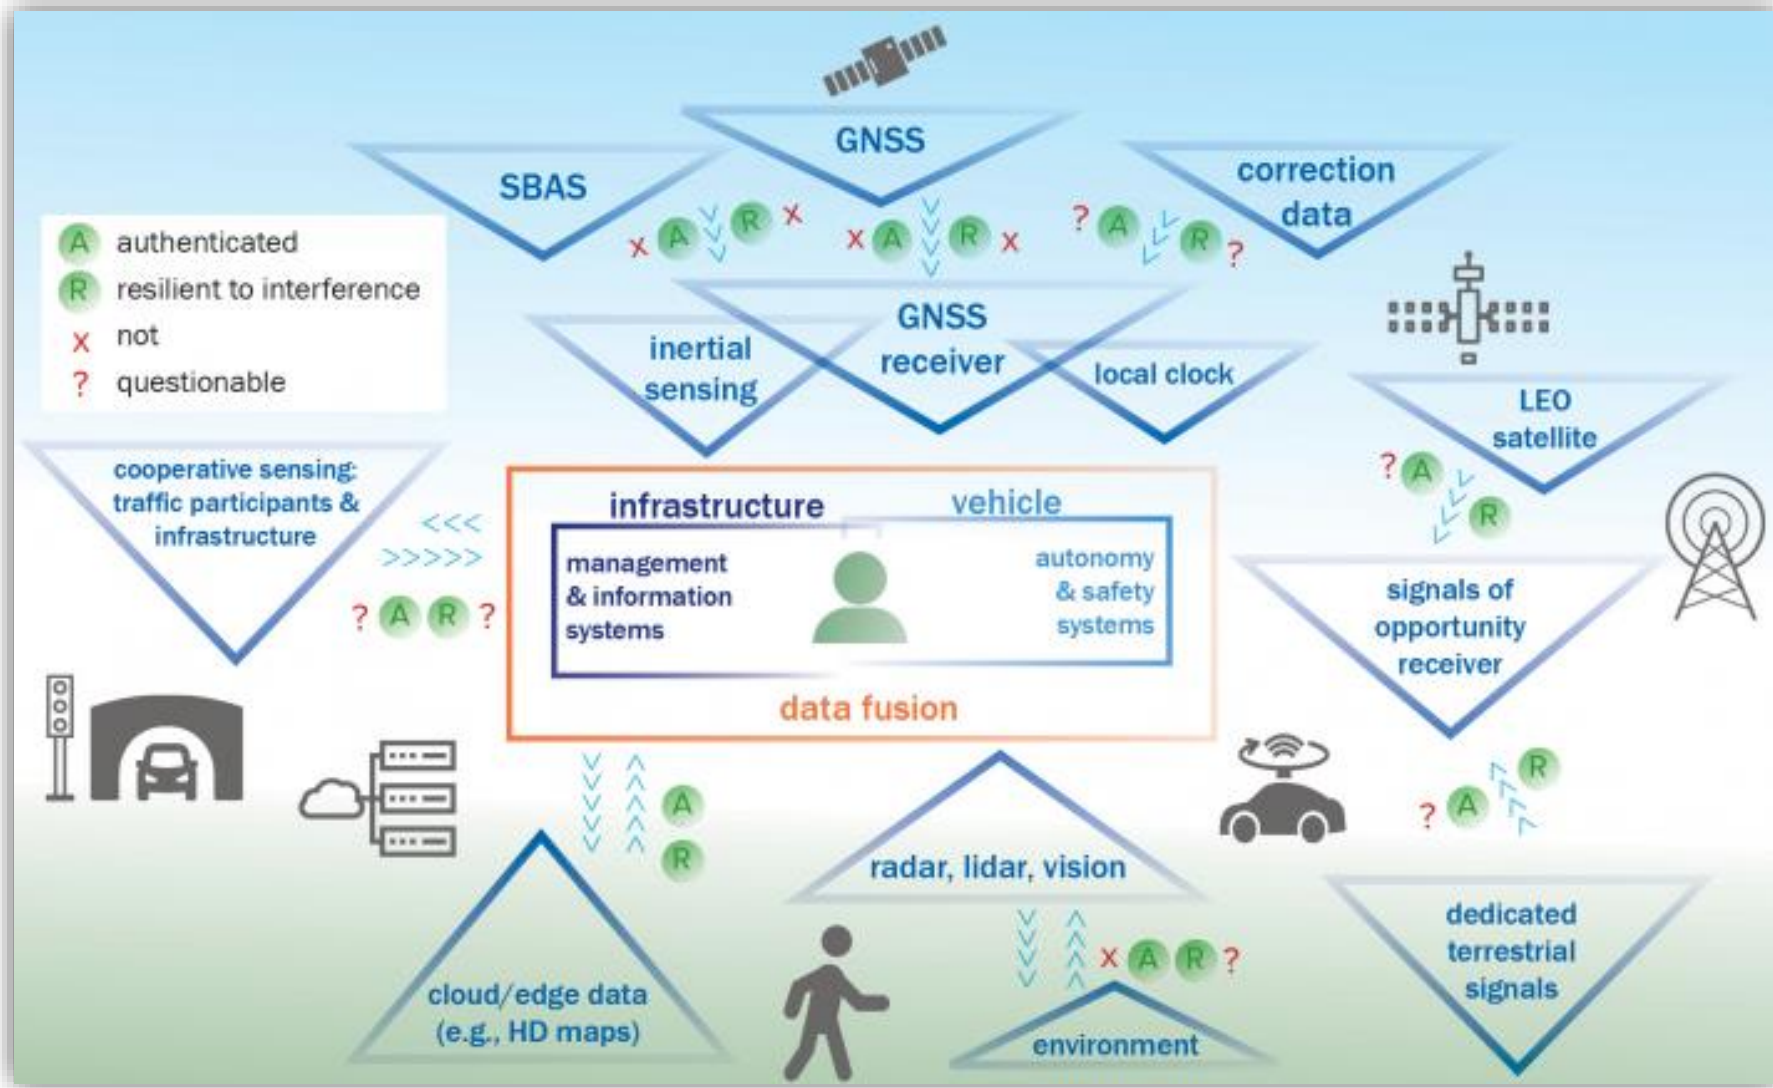 GNSS
SBAS
correction
data
x A R x
x A R x
? A R ?
A authenticated
R resilient to interference
x not
? questionable
GNSS
receiver
inertial
sensing
local clock
LEO
satellite
? A
R
cooperative sensing:
traffic participants &
infrastructure
<<<
>>>>>
? A R ?
infrastructure
vehicle
management
& information
systems
autonomy
& safety
systems
data fusion
signals of
opportunity
receiver
R
? A
A
R
radar, lidar, vision
x A R ?
cloud/edge data
(e.g., HD maps)
environment
dedicated
terrestrial
signals